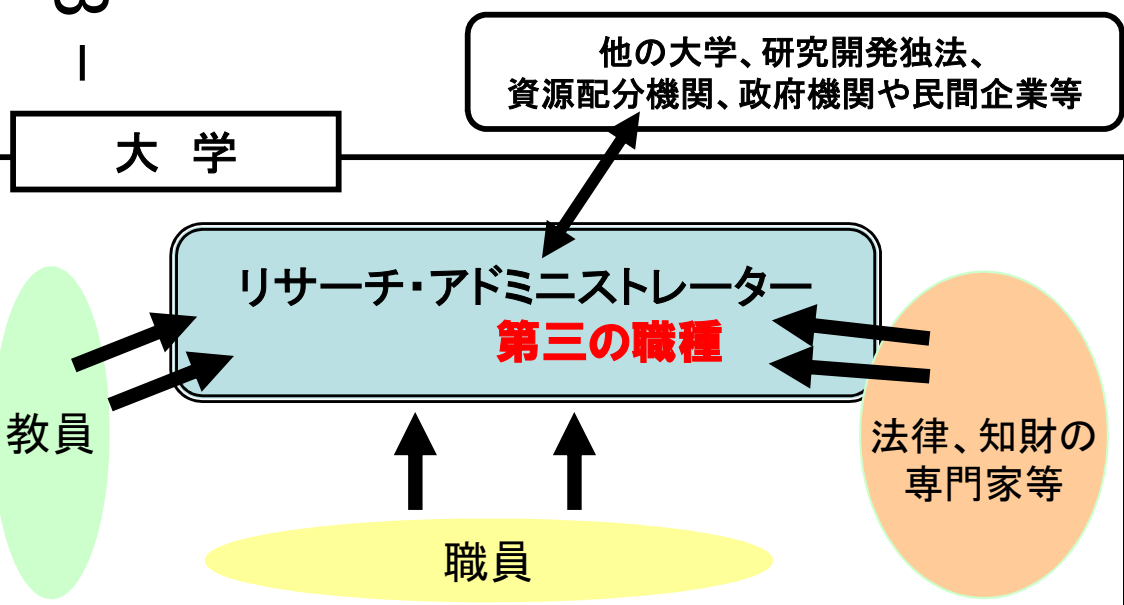 3 －
他の大学、研究開発独法、
資源配分機関、政府機関や民間企業等
大 学
リサーチ・アドミニストレーター
第三の職種
教員
法律、知財の
専門家等
職員